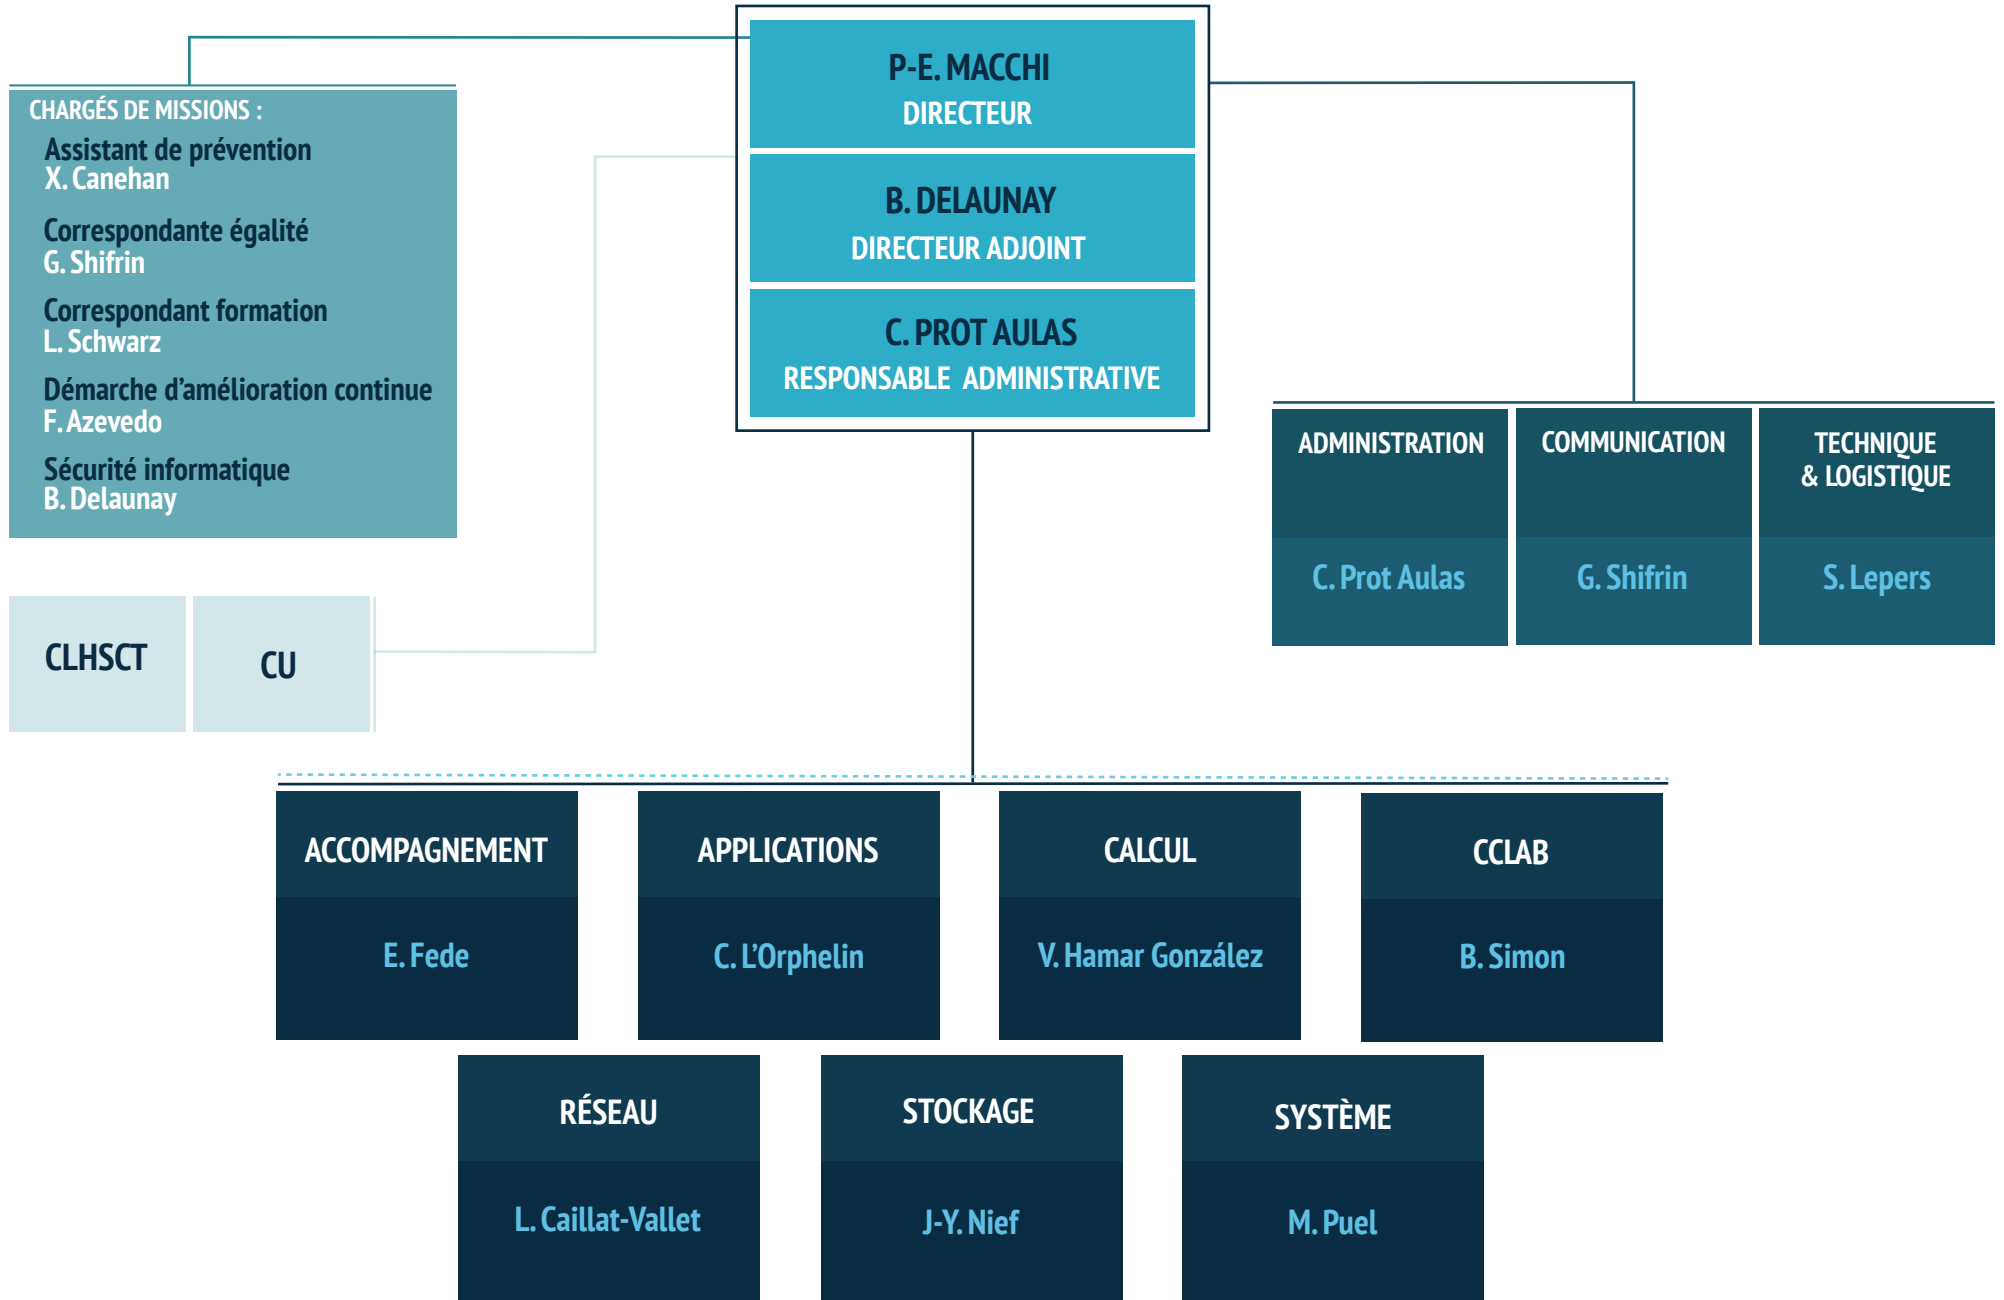 P-E. MACCHI
DIRECTEUR
B. DELAUNAY
DIRECTEUR ADJOINT
C. PROT AULAS
RESPONSABLE ADMINISTRATIVE
CHARGÉS DE MISSIONS :
Assistant de prévention
X. Canehan
Correspondante égalité
G. Shifrin
Correspondant formation
L. Schwarz
Démarche d’amélioration continue
F. Azevedo
Sécurité informatique
B. Delaunay
CLHSCT
CU
ADMINISTRATION
C. Prot Aulas
COMMUNICATION
G. Shifrin
TECHNIQUE
& LOGISTIQUE
S. Lepers
ACCOMPAGNEMENT
E. Fede
APPLICATIONS
C. L’Orphelin
CALCUL
V. Hamar González
CCLAB
B. Simon
RÉSEAU
L. Caillat-Vallet
STOCKAGE
J-Y. Nief
SYSTÈME
M. Puel